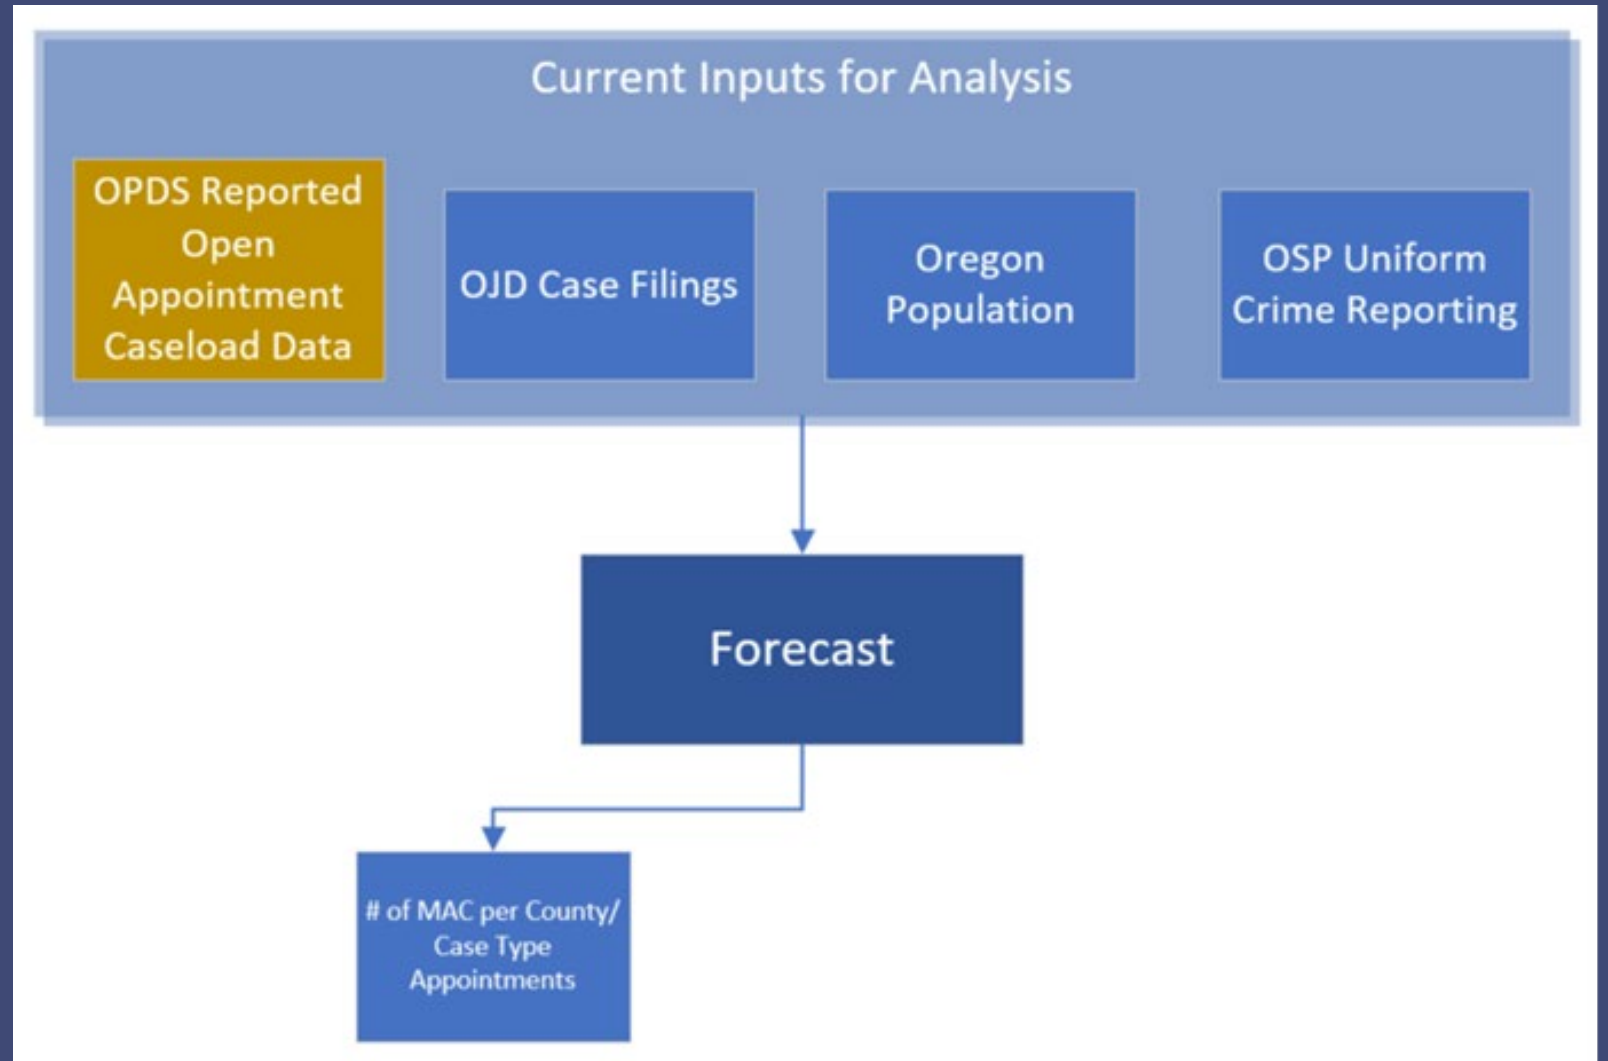 Current Inputs for Analysis
OPDS Reported
Open
Appointment
Caseload Data
OJD Case Filings
Oregon
Population
OSP Uniform
Crime Reporting
Forecast
# of MAC per County/
Case Type
Appointments